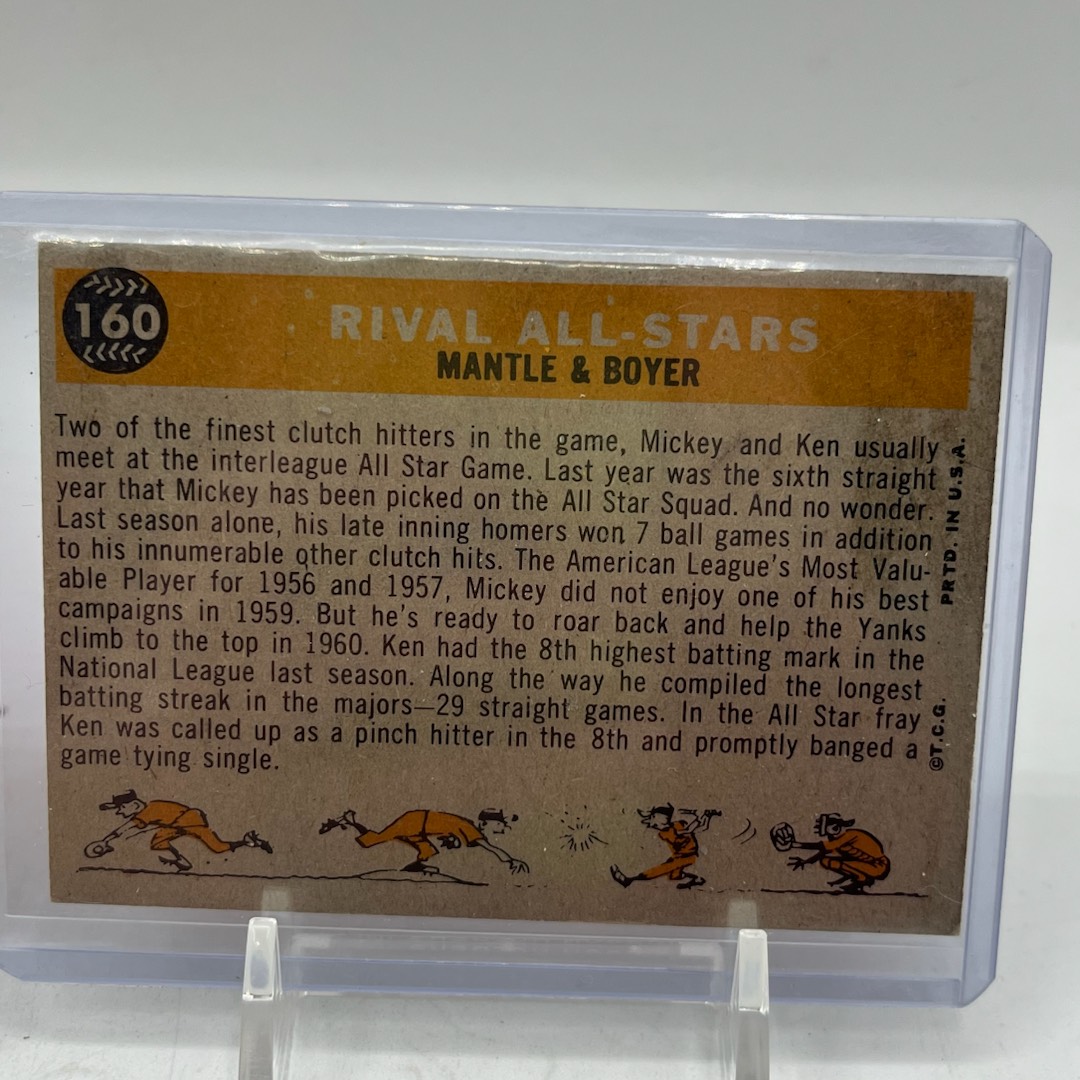 160
RIVAL ALL-STARS
MANTLE & BOYER
Two of the finest clutch hitters in the game, Mickey and Ken usually
meet at the interleague All Star Game. Last year was the sixth straight
year that Mickey has been picked on the All Star Squad. And no wonder.
Last season alone, his late inning homers won 7 ball games in addition
to his innumerable other clutch hits. The American League's Most Valu-
able Player for 1956 and 1957, Mickey did not enjoy one of his best
campaigns in 1959. But he's ready to roar back and help the Yanks
climb to the top in 1960. Ken had the 8th highest batting mark in the
National League last season. Along the way he compiled the longest
batting streak in the majors—29 straight games. In the All Star fray
Ken was called up as a pinch hitter in the 8th and promptly banged a
game tying single.
©T.C.G. PRTD. IN U.S.A.